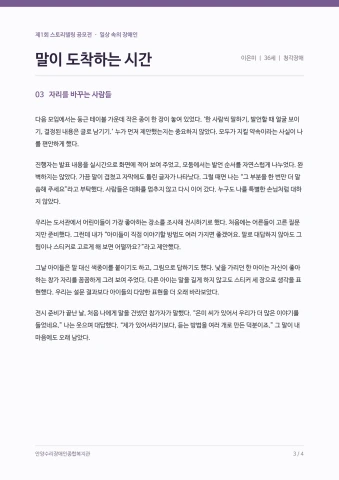 제1회 스토리텔링 공모전 · 일상 속의 장애인
말이 도착하는 시간
이은미 | 36세 | 청각장애
03 자리를 바꾸는 사람들
다음 모임에서는 둥근 테이블 가운데 작은 종이 한 장이 놓여 있었다. ‘한 사람씩 말하기, 발언할 때 얼굴 보이
기, 결정된 내용은 글로 남기기.’ 누가 먼저 제안했는지는 중요하지 않았다. 모두가 지킬 약속이라는 사실이 나
를 편안하게 했다.
진행자는 발표 내용을 실시간으로 화면에 적어 보여 주었고, 모둠에서는 발언 순서를 자연스럽게 나누었다. 완
벽하지는 않았다. 가끔 말이 겹쳤고 자막에도 틀린 글자가 나타났다. 그럴 때면 나는 “그 부분을 한 번만 더 말
씀해 주세요”라고 부탁했다. 사람들은 대화를 멈추지 않고 다시 이어 갔다. 누구도 나를 특별한 손님처럼 대하
지 않았다.
우리는 도서관에서 어린이들이 가장 좋아하는 장소를 조사해 전시하기로 했다. 처음에는 어른들이 고른 질문
지만 준비했다. 그런데 내가 “아이들이 직접 이야기할 방법도 여러 가지면 좋겠어요. 말로 대답하지 않아도 그
림이나 스티커로 고르게 해 보면 어떨까요?”라고 제안했다.
그날 아이들은 말 대신 색종이를 붙이기도 하고, 그림으로 답하기도 했다. 낯을 가리던 한 아이는 자신이 좋아
하는 창가 자리를 꼼꼼하게 그려 보여 주었다. 다른 아이는 말을 길게 하지 않고도 스티커 세 장으로 생각을 표
현했다. 우리는 설문 결과보다 아이들의 다양한 표현을 더 오래 바라보았다.
전시 준비가 끝난 날, 처음 나에게 말을 건넸던 참가자가 말했다. “은미 씨가 있어서 우리가 더 많은 이야기를
들었네요.” 나는 웃으며 대답했다. “제가 있어서라기보다, 듣는 방법을 여러 개로 만든 덕분이죠.” 그 말이 내
마음에도 오래 남았다.
안양수리장애인종합복지관
3 / 4